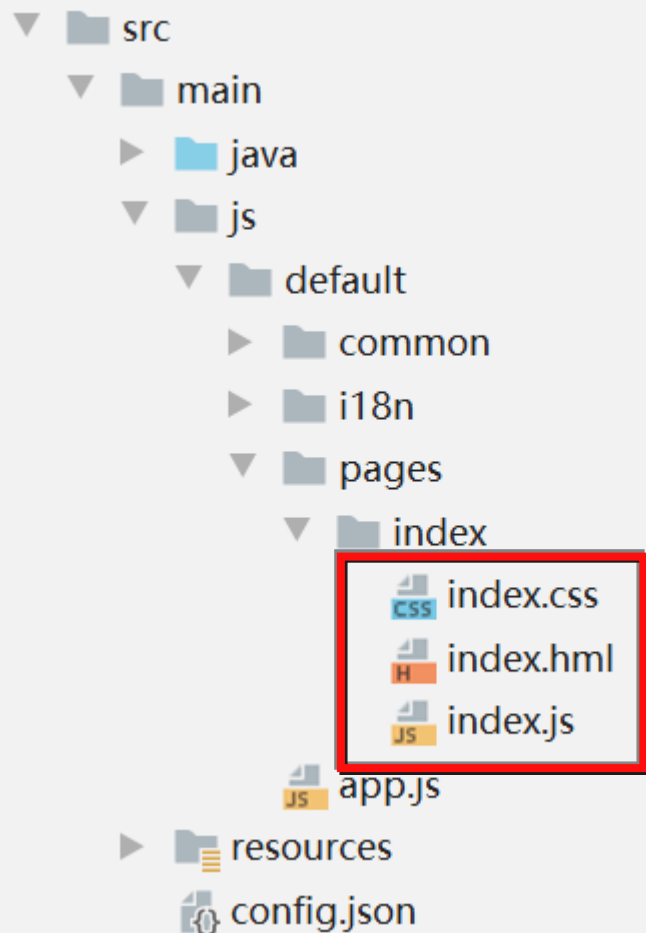 src
main
java
js
default
common
i18n
pages
index
CSS index.css
H index.hml
JS index.js
JS app.js
resources
{} config.json